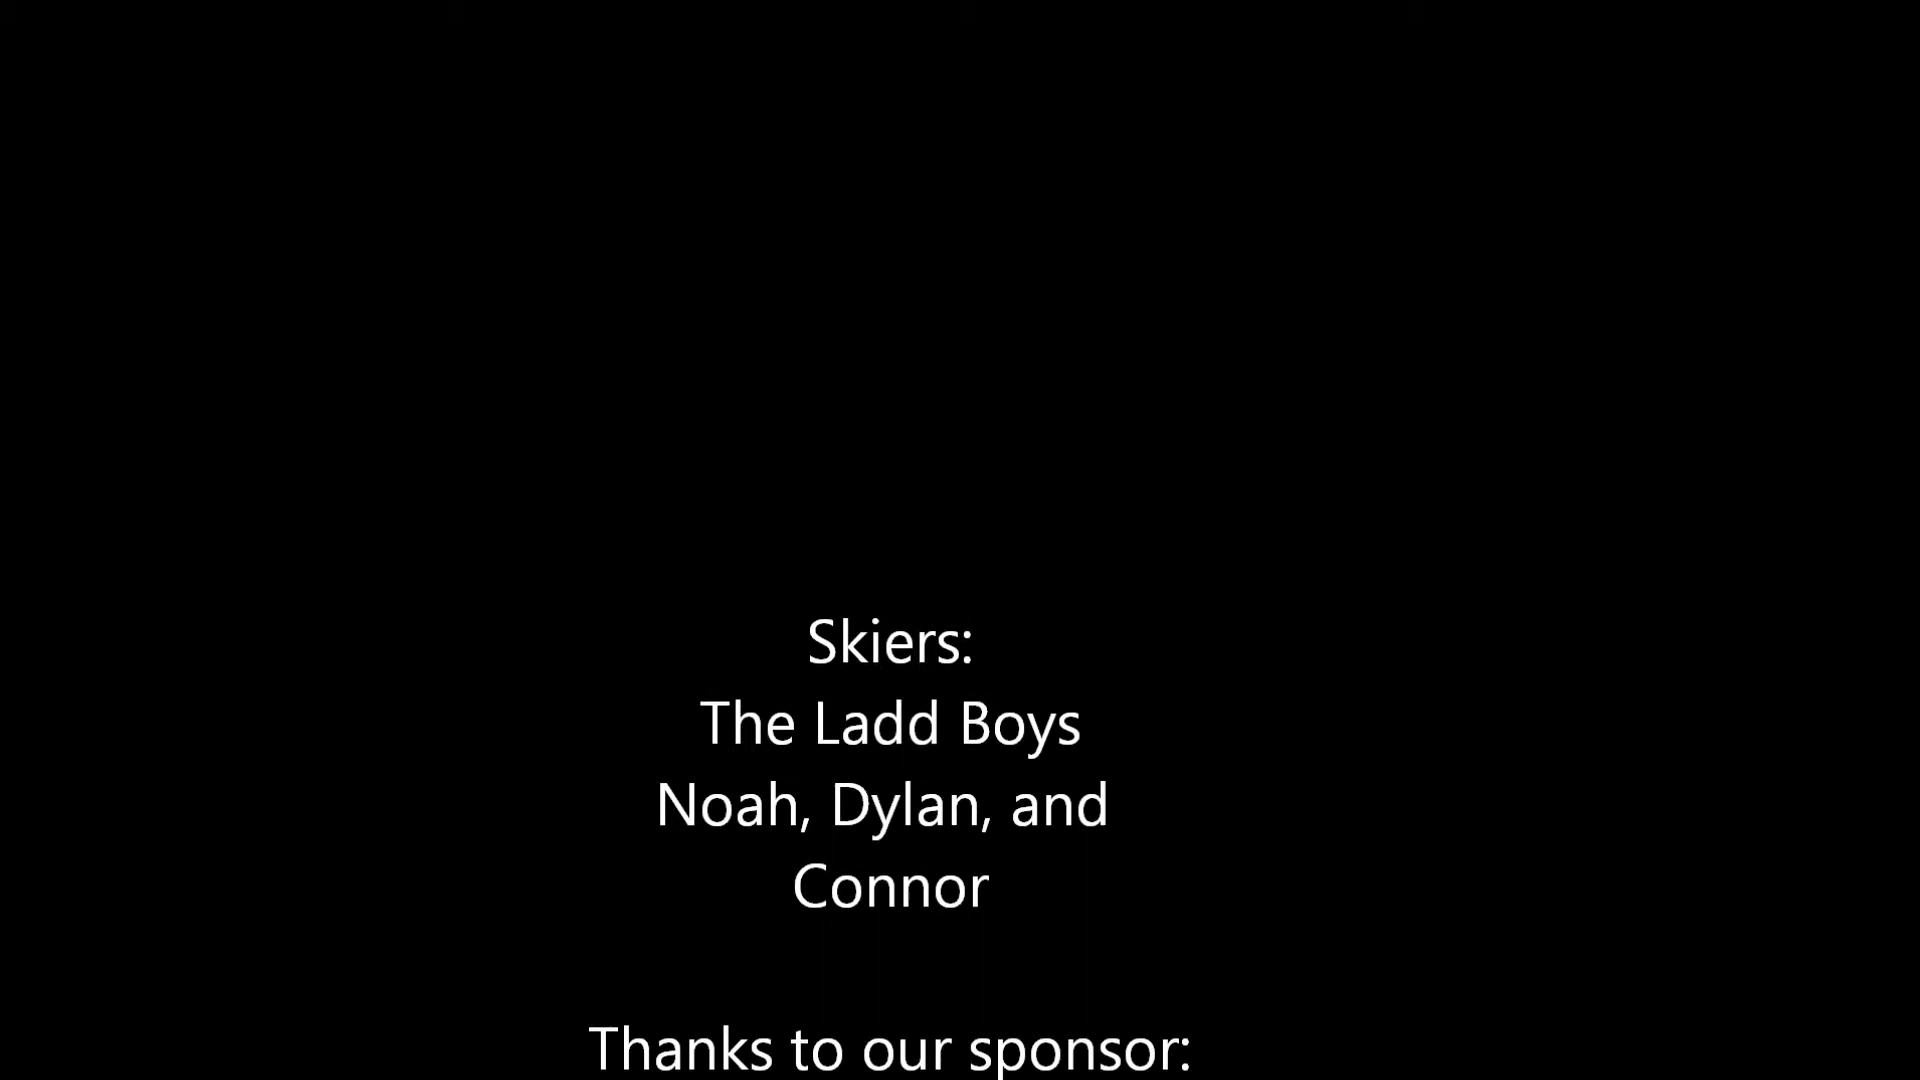 Skiers:
The Ladd Boys
Noah, Dylan, and
Connor
Thanks to our sponsor: